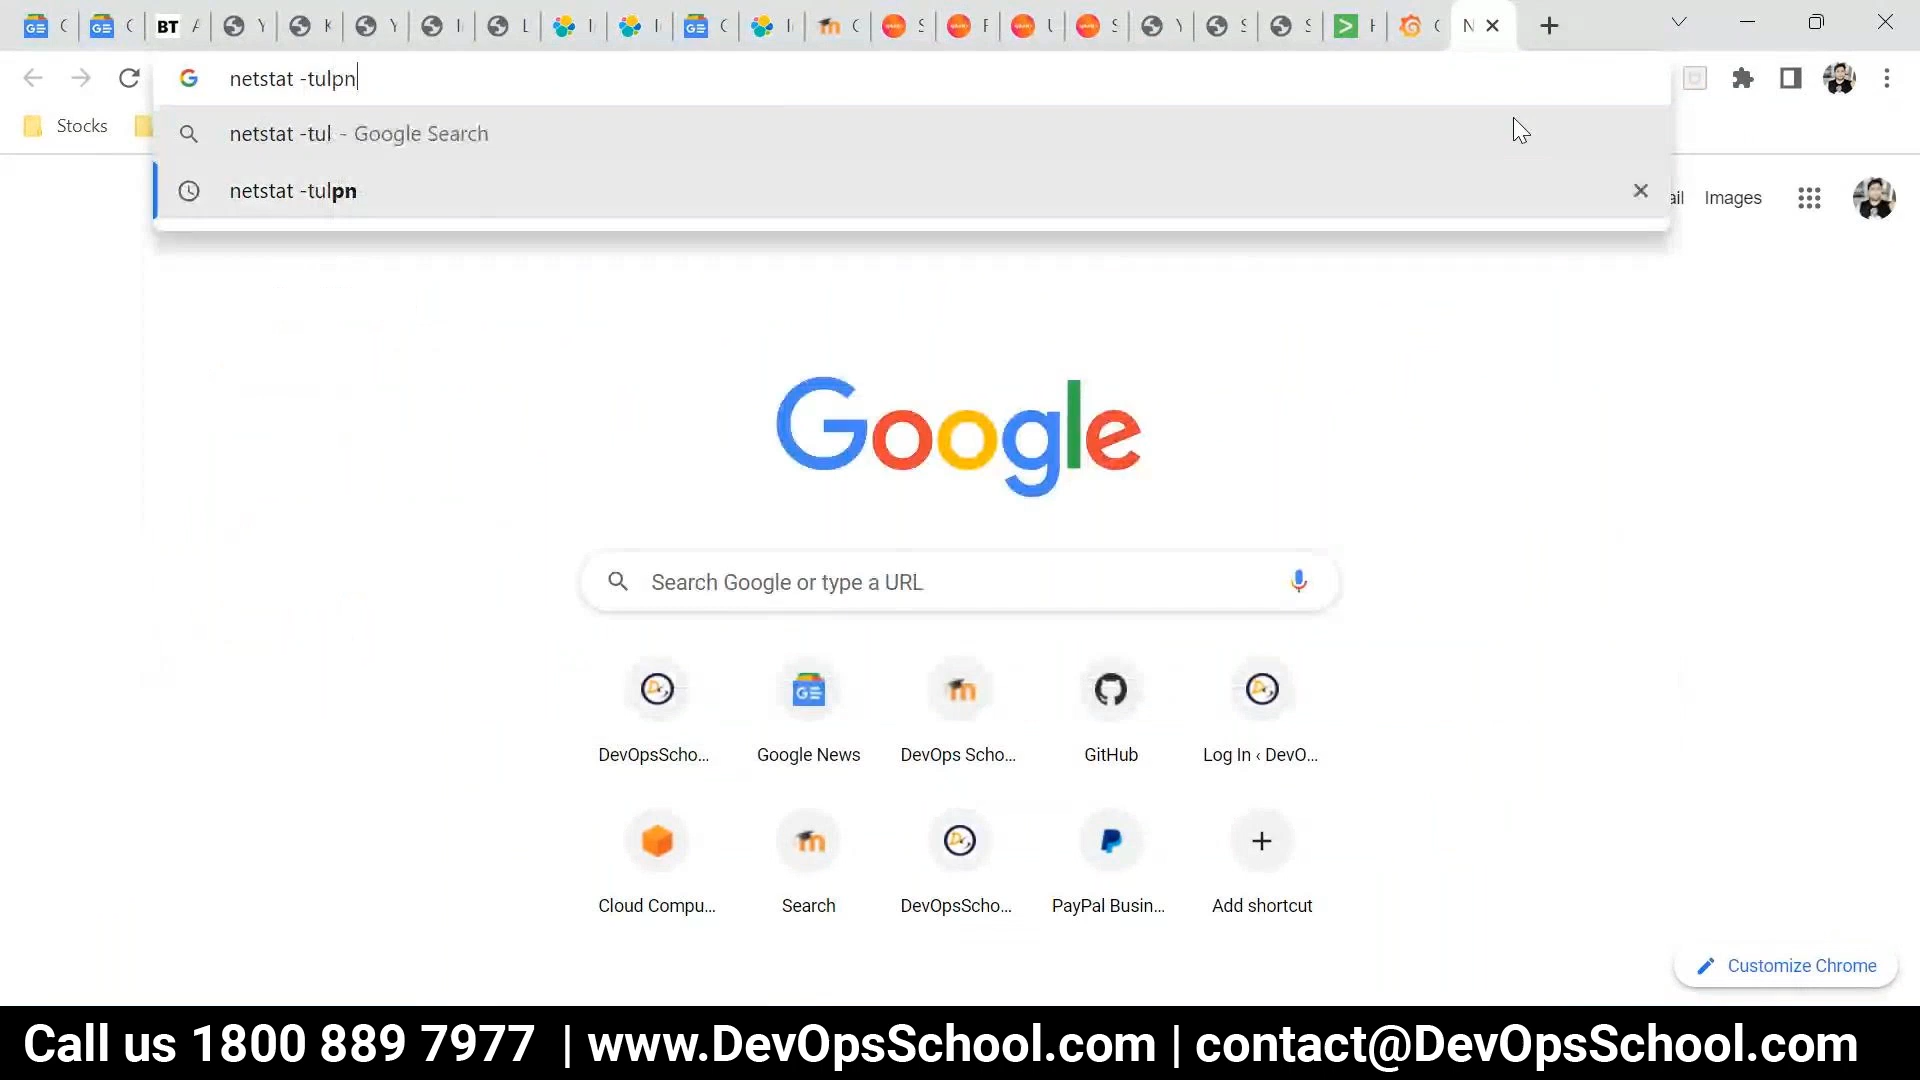 BT
netstat -tulpn
netstat -tul - Google Search
netstat -tulpn
Stocks
ail
Images
Google
Search Google or type a URL
DevOpsScho...
Google News
DevOps Scho...
GitHub
Log In ‹ DevO...
Cloud Compu...
Search
DevOpsScho...
PayPal Busin...
Add shortcut
Customize Chrome
Call us 1800 889 7977 | www.DevOpsSchool.com | contact@DevOpsSchool.com